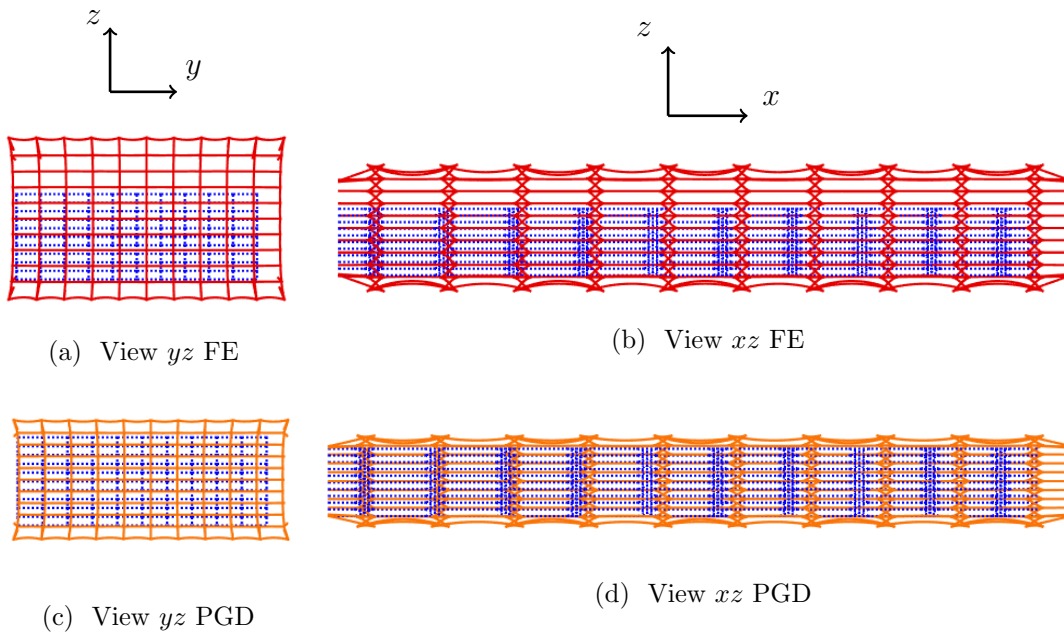 z
y
z
x
(a) View yz FE
(b) View xz FE
(c) View yz PGD
(d) View xz PGD